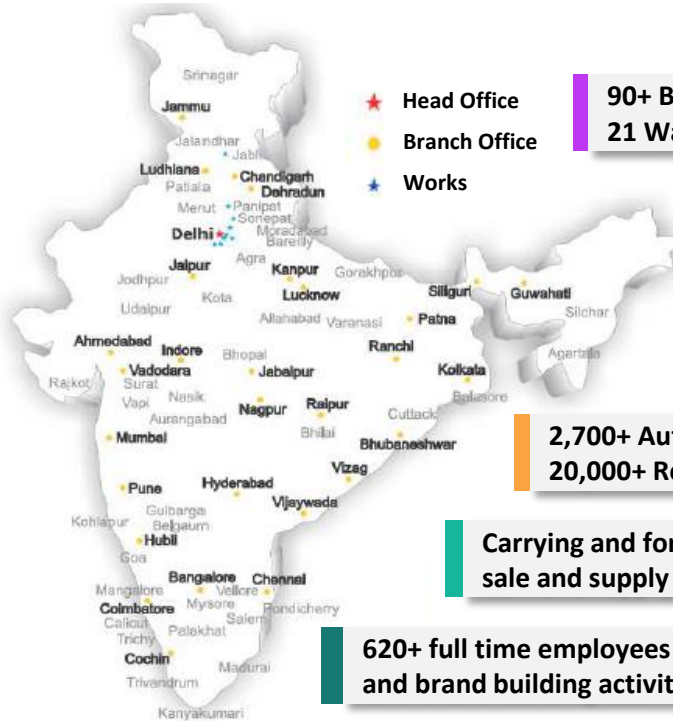 Srinagar
Jammu
Head Office
90+ B
21 Wa
Jalandhar
Branch Office
Ludhiana
Chandigarh
Patiala
Dehradun
Works
Merut
Panipat
Sonepat
Delhi
Moradabad
Bareilly
Jaipur
Agra
Kanpur
Gorakhpur
Jodhpur
Lucknow
Siliguri
Guwahati
Kota
Udaipur
Allahabad
Varanasi
Patna
Silchar
Ahmedabad
Indore
Bhopal
Ranchi
Agartala
Vadodara
Jabalpur
Kolkata
Rajkot
Surat
Vapi
Nasik
Nagpur
Raipur
Balasore
Aurangabad
Cuttack
Bhilai
Mumbai
Bhubaneshwar
2,700+ Aut
20,000+ Re
Vizag
Pune
Hyderabad
Vijaywada
Gulbarga
Kohlapur
Belgaum
Hubli
Carrying and for
sale and supply
Goa
Bangalore
Chennai
Mangalore
Vellore
Coimbatore
Mysore
Pondicherry
Calicut
Salem
Trichy
Palakhat
620+ full time employees
and brand building activit
Cochin
Madurai
Trivandrum
Kanyakumari